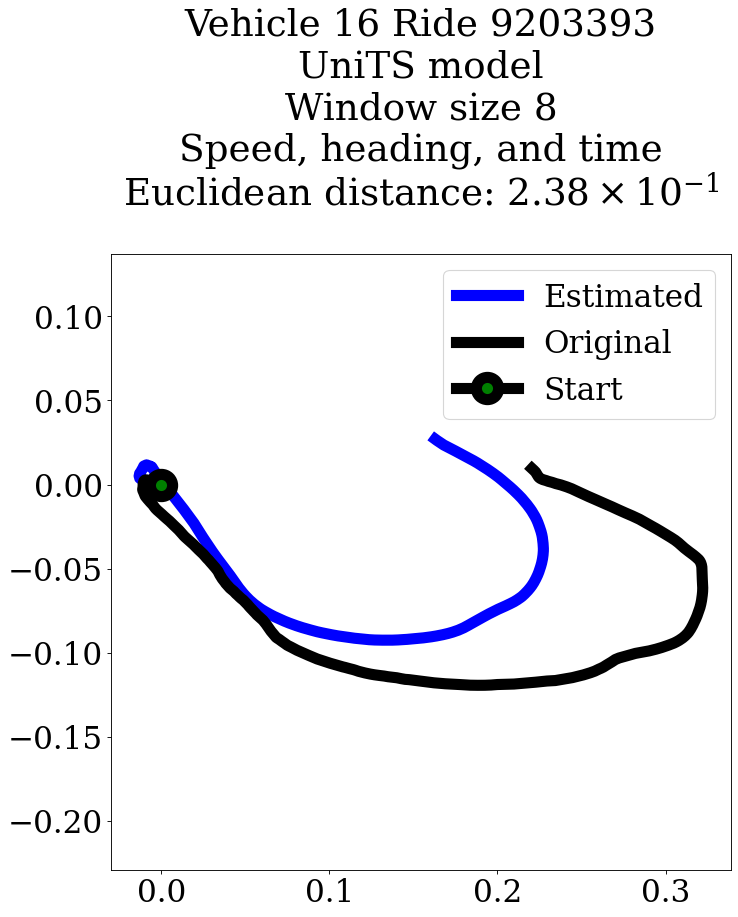 Vehicle 16 Ride 9203393
UniTS model
Window size 8
Speed, heading, and time
Euclidean distance: 2.38 × 10⁻¹
Estimated
Original
Start
0.10
0.05
0.00
−0.05
−0.10
−0.15
−0.20
0.0 0.1 0.2 0.3